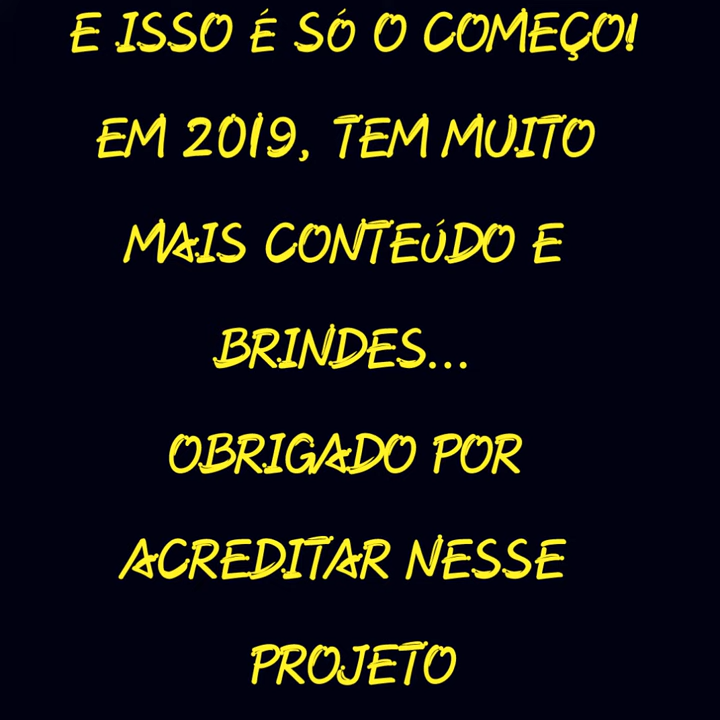 E ISSO É SÓ O COMEÇO!
EM 2019, TEM MUITO
MAIS CONTEÚDO E
BRINDES...
OBRIGADO POR
ACREDITAR NESSE
PROJETO